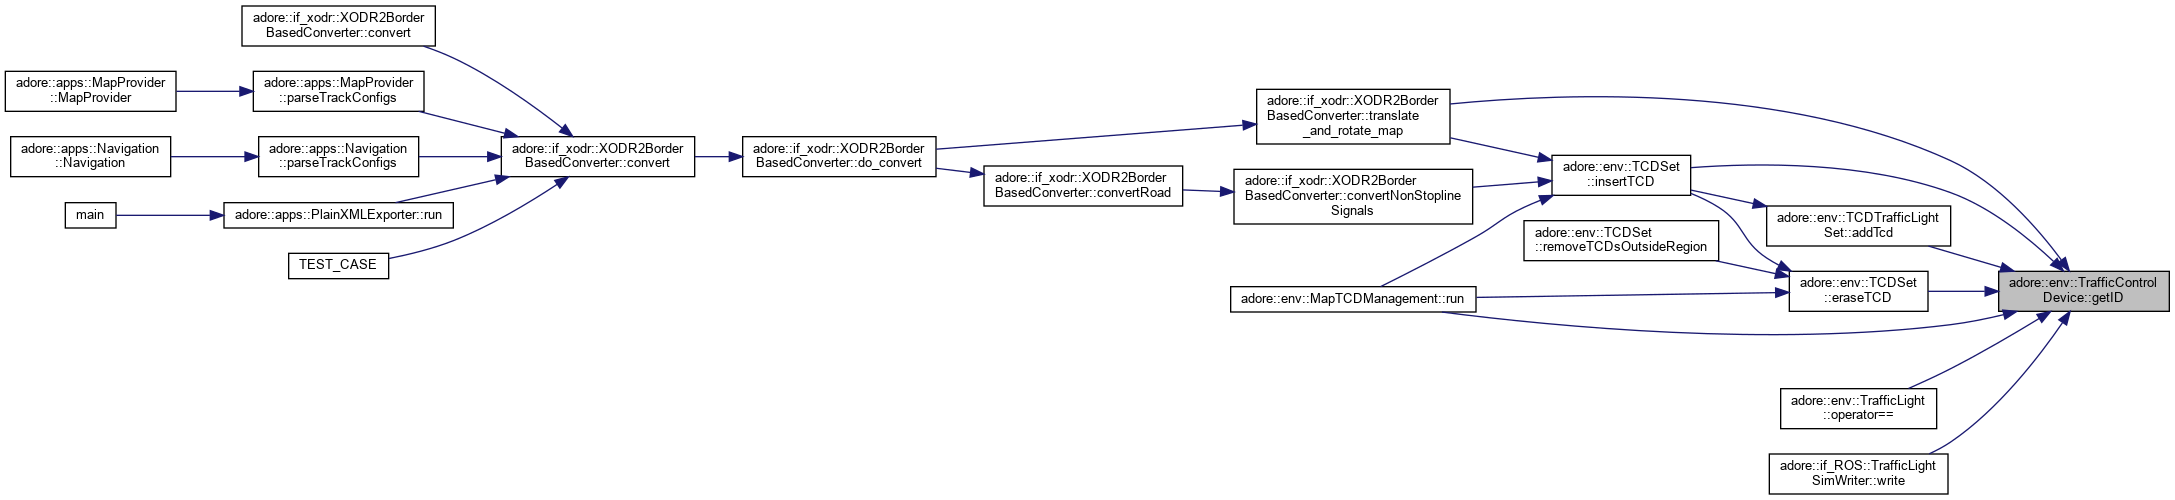 adore::if_xodr::XODR2Border
BasedConverter::convert
adore::apps::MapProvider
::MapProvider
adore::apps::MapProvider
::parseTrackConfigs
adore::apps::Navigation
::Navigation
adore::apps::Navigation
::parseTrackConfigs
main
adore::apps::PlainXMLExporter::run
TEST_CASE
adore::if_xodr::XODR2Border
BasedConverter::convert
adore::if_xodr::XODR2Border
BasedConverter::do_convert
adore::if_xodr::XODR2Border
BasedConverter::convertRoad
adore::if_xodr::XODR2Border
BasedConverter::translate
_and_rotate_map
adore::if_xodr::XODR2Border
BasedConverter::convertNonStopline
Signals
adore::env::MapTCDManagement::run
adore::env::TCDSet
::insertTCD
adore::env::TCDSet
::removeTCDsOutsideRegion
adore::env::TCDTrafficLight
Set::addTcd
adore::env::TCDSet
::eraseTCD
adore::env::TrafficControl
Device::getID
adore::env::TrafficLight
::operator==
adore::if_ROS::TrafficLight
SimWriter::write